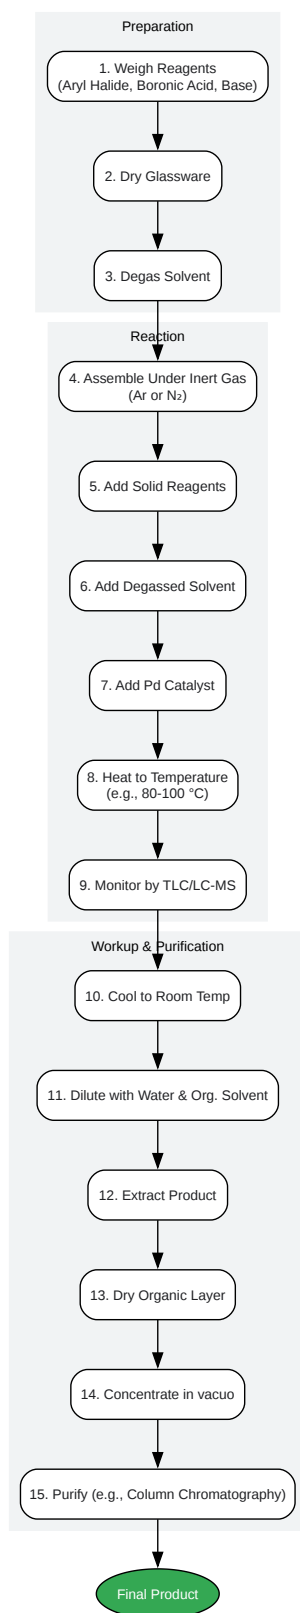 Preparation
1. Weigh Reagents
(Aryl Halide, Boronic Acid, Base)
2. Dry Glassware
3. Degas Solvent
Reaction
4. Assemble Under Inert Gas
(Ar or N₂)
5. Add Solid Reagents
6. Add Degassed Solvent
7. Add Pd Catalyst
8. Heat to Temperature
(e.g., 80-100 °C)
9. Monitor by TLC/LC-MS
Workup & Purification
10. Cool to Room Temp
11. Dilute with Water & Org. Solvent
12. Extract Product
13. Dry Organic Layer
14. Concentrate in vacuo
15. Purify (e.g., Column Chromatography)
Final Product